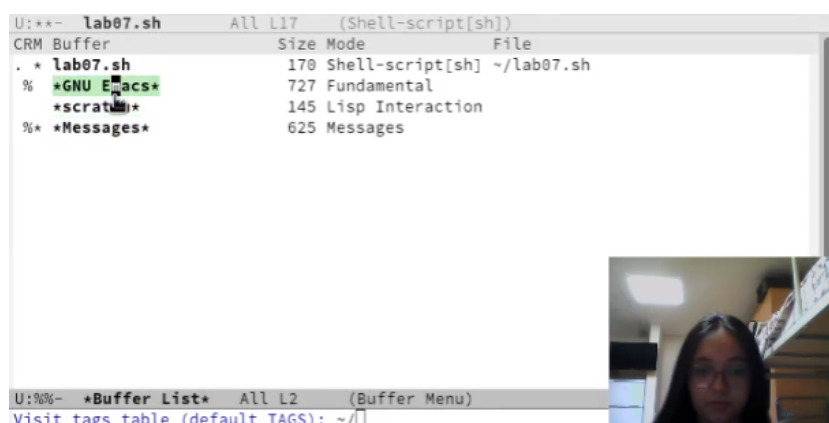 U:**-  lab07.sh       All L17    (Shell-script[sh])
CRM Buffer                Size Mode             File
. * lab07.sh               170 Shell-script[sh] ~/lab07.sh
 %  *GNU Emacs*            727 Fundamental
    *scratch*              145 Lisp Interaction
 %* *Messages*             625 Messages
U:%%-  *Buffer List*   All L2     (Buffer Menu)
Visit tags table (default TAGS): ~/